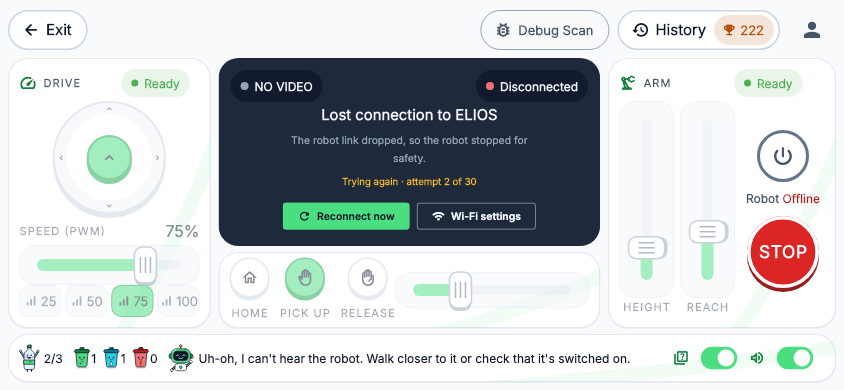 Exit
Debug Scan
History
222
DRIVE
Ready
SPEED (PWM)
75%
25
50
75
100
NO VIDEO
Disconnected
Lost connection to ELIOS
The robot link dropped, so the robot stopped for
safety.
Trying again · attempt 2 of 30
Reconnect now
Wi-Fi settings
HOME
PICK UP
RELEASE
ARM
Ready
HEIGHT
REACH
Robot Offline
STOP
2/3
1
1
0
Uh-oh, I can't hear the robot. Walk closer to it or check that it's switched on.